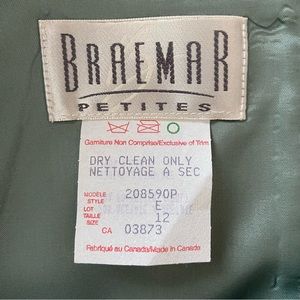 BRAEMAR
PETITES
Garniture Non Comprise/Exclusive of Trim
DRY CLEAN ONLY
NETTOYAGE A SEC
MODÈLE STYLE 208590P
LOT E
TAILLE SIZE 12
CA 03873
Fabriqué au Canada/Made in Canada